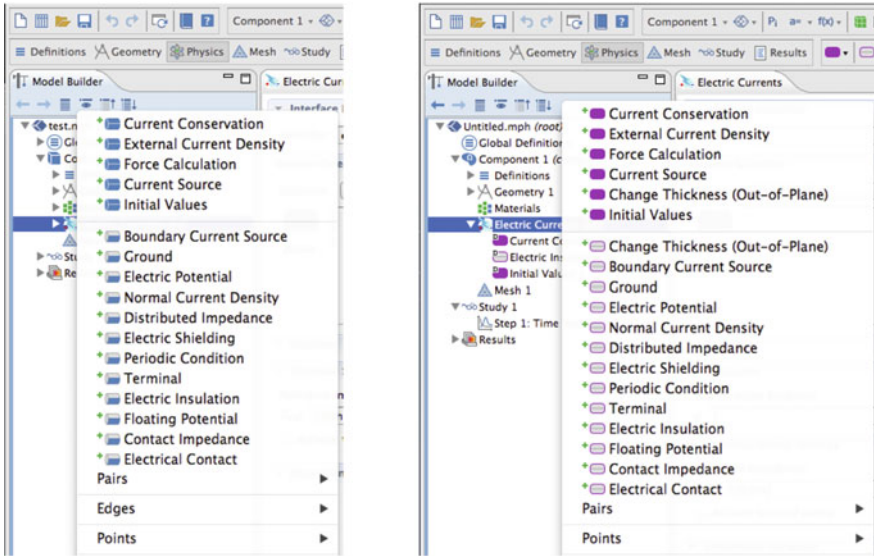 Component 1
Definitions Geometry Physics Mesh Study
Model Builder
Electric Cur
Interface
test.n
Current Conservation
External Current Density
Force Calculation
Current Source
Initial Values
Boundary Current Source
Ground
Electric Potential
Normal Current Density
Distributed Impedance
Electric Shielding
Periodic Condition
Terminal
Electric Insulation
Floating Potential
Contact Impedance
Electrical Contact
Pairs
Edges
Points
Component 1 Pi a= f(x)
Definitions Geometry Physics Mesh Study Results
Model Builder
Electric Currents
Untitled.mph (root)
Global Definition
Component 1 (c
Definitions
Geometry 1
Materials
Electric Curre
Current Co
Electric Ins
Initial Valu
Mesh 1
Study 1
Step 1: Time
Results
Current Conservation
External Current Density
Force Calculation
Current Source
Change Thickness (Out-of-Plane)
Initial Values
Change Thickness (Out-of-Plane)
Boundary Current Source
Ground
Electric Potential
Normal Current Density
Distributed Impedance
Electric Shielding
Periodic Condition
Terminal
Electric Insulation
Floating Potential
Contact Impedance
Electrical Contact
Pairs
Points